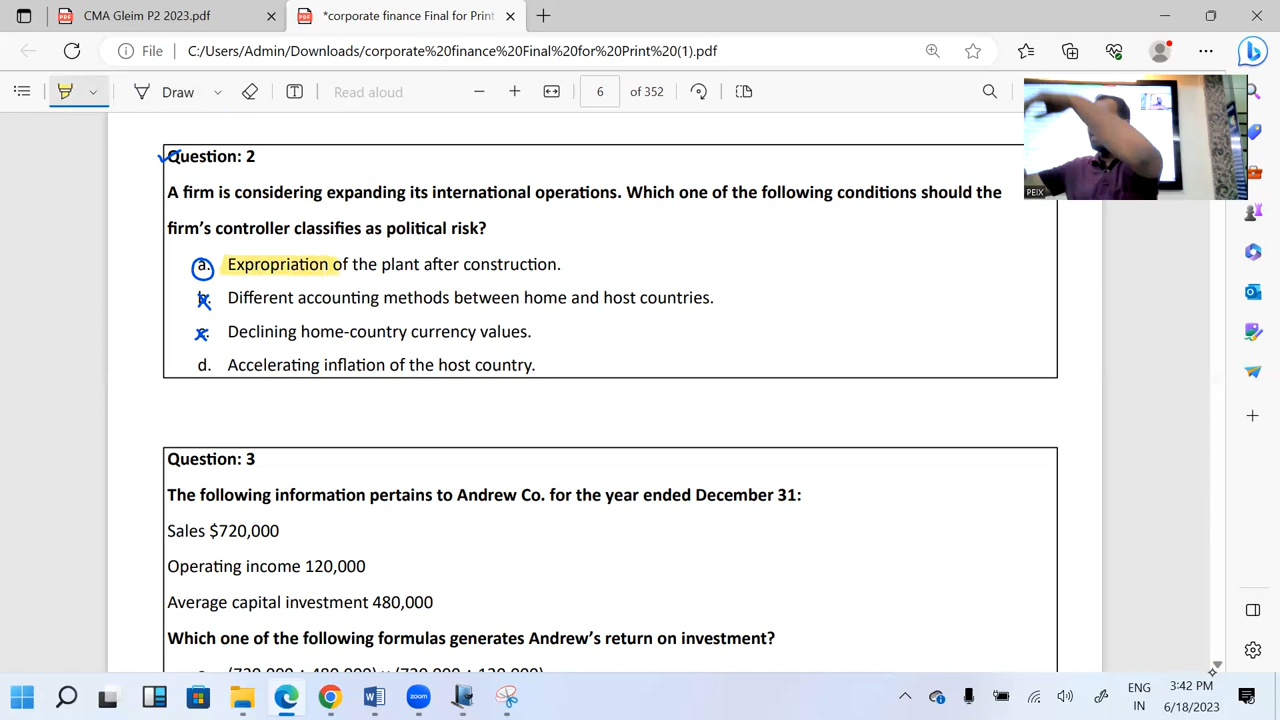 CMA Gleim P2 2023.pdf
*corporate finance Final for Print
File
C:/Users/Admin/Downloads/corporate%20finance%20Final%20for%20Print%20(1).pdf
Draw
Read aloud
6
of 352
PEIX
Question: 2
A firm is considering expanding its international operations. Which one of the following conditions should the
firm's controller classifies as political risk?
a. Expropriation of the plant after construction.
b. Different accounting methods between home and host countries.
c. Declining home-country currency values.
d. Accelerating inflation of the host country.
Question: 3
The following information pertains to Andrew Co. for the year ended December 31:
Sales $720,000
Operating income 120,000
Average capital investment 480,000
Which one of the following formulas generates Andrew's return on investment?
zoom
ENG
IN
3:42 PM
6/18/2023